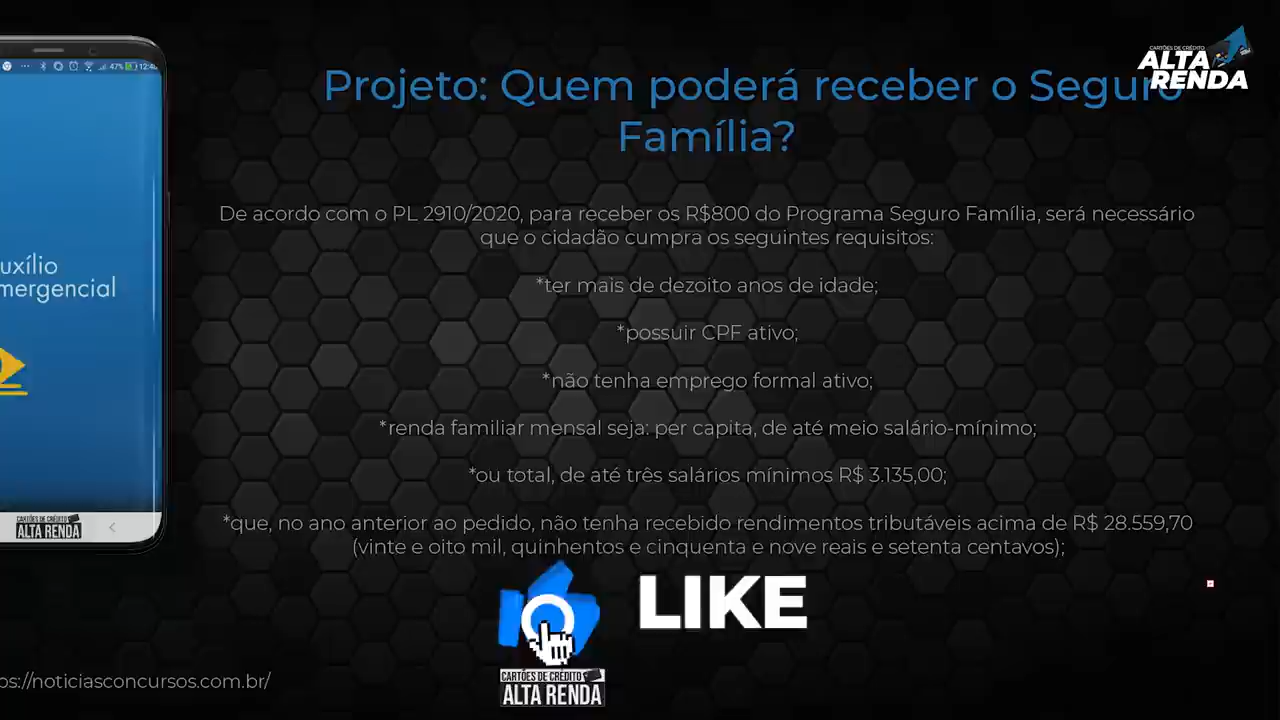 CARTÕES DE CRÉDITO
ALTA
RENDA
47% 12:4
Projeto: Quem poderá receber o Seguro
Família?
De acordo com o PL 2910/2020, para receber os R$800 do Programa Seguro Família, será necessário
que o cidadão cumpra os seguintes requisitos:
*ter mais de dezoito anos de idade;
uxílio
mergencial
*possuir CPF ativo;
*não tenha emprego formal ativo;
*renda familiar mensal seja: per capita, de até meio salário-mínimo;
*ou total, de até três salários mínimos R$ 3.135,00;
*que, no ano anterior ao pedido, não tenha recebido rendimentos tributáveis acima de R$ 28.559,70
(vinte e oito mil, quinhentos e cinquenta e nove reais e setenta centavos);
CARTÕES DE CRÉDITO
ALTA RENDA
LIKE
CARTÕES DE CRÉDITO
ALTA RENDA
ps://noticiasconcursos.com.br/